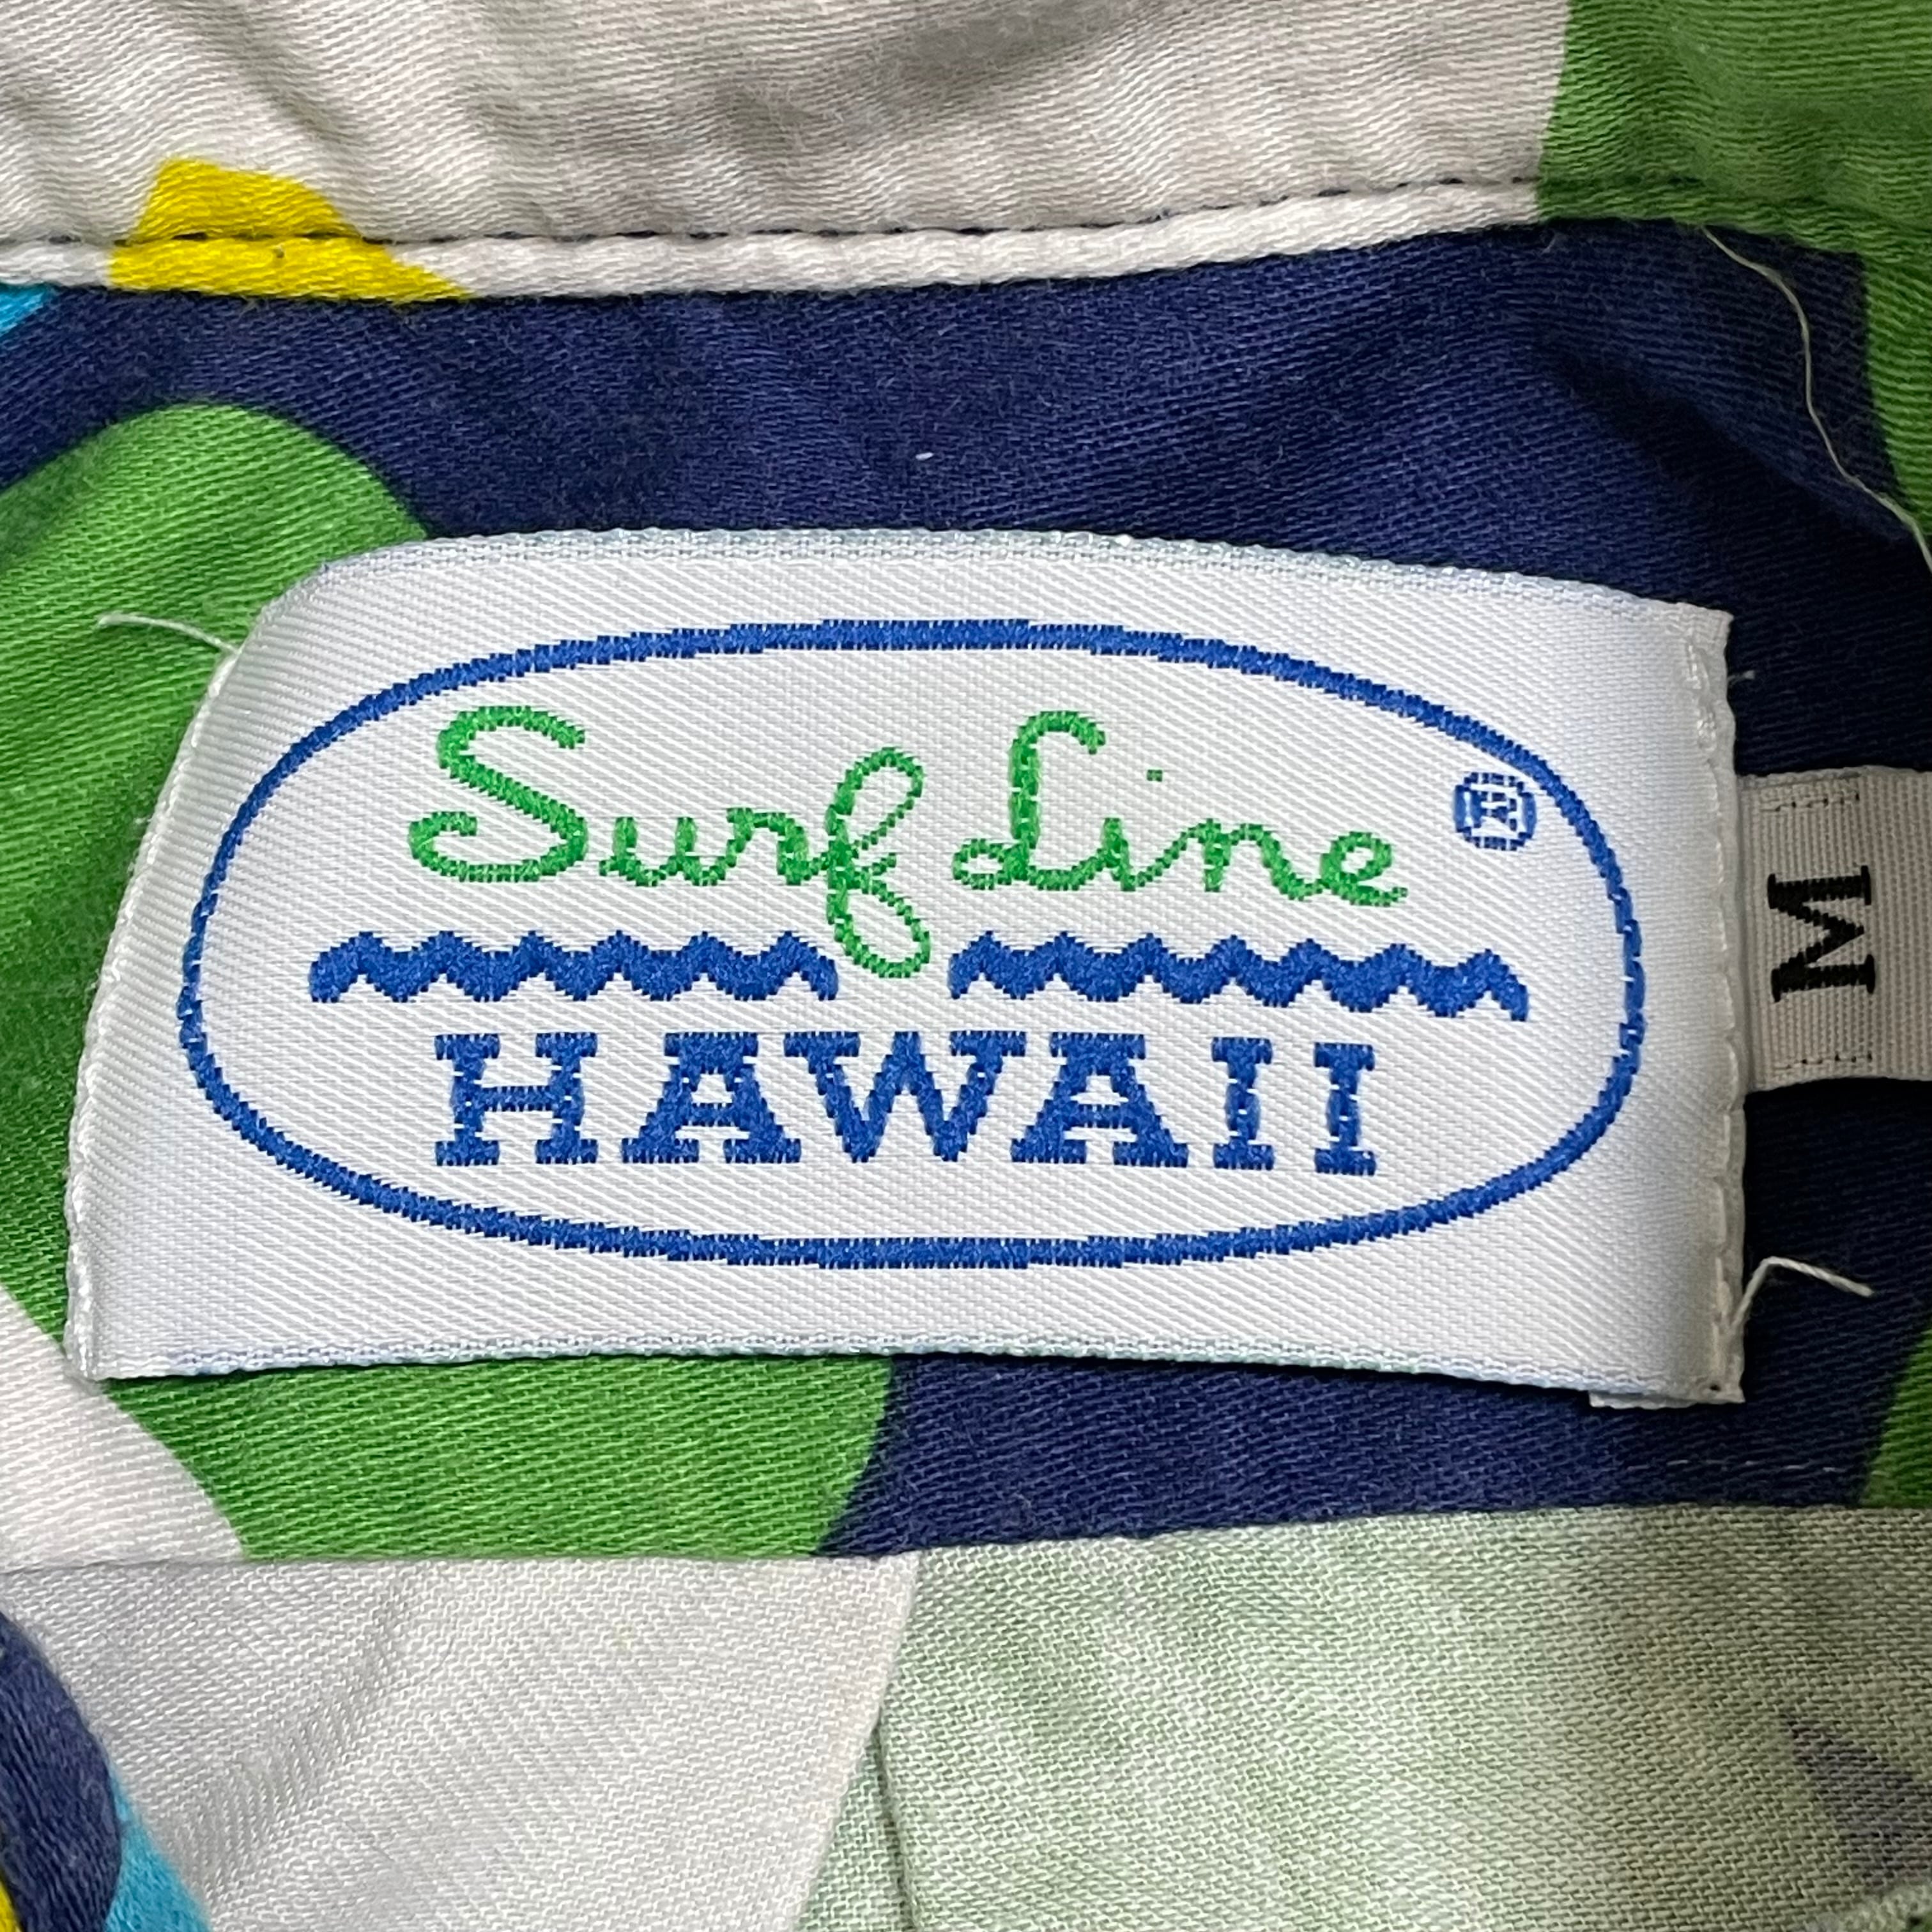 Surf Line ®
HAWAII
M